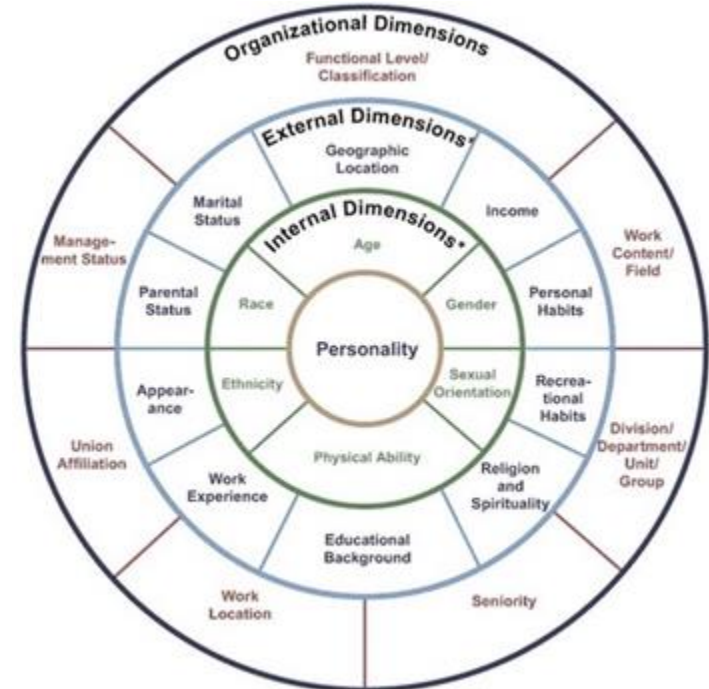 Organizational Dimensions
Functional Level/
Classification
External Dimensions*
Geographic
Location
Marital
Status
Income
Internal Dimensions*
Age
Manage-
ment Status
Work
Content/
Field
Parental
Status
Race
Gender
Personal
Habits
Personality
Appear-
ance
Ethnicity
Sexual
Orientation
Recrea-
tional
Habits
Union
Affiliation
Division/
Department/
Unit/
Group
Physical Ability
Work
Experience
Religion
and
Spirituality
Educational
Background
Work
Location
Seniority